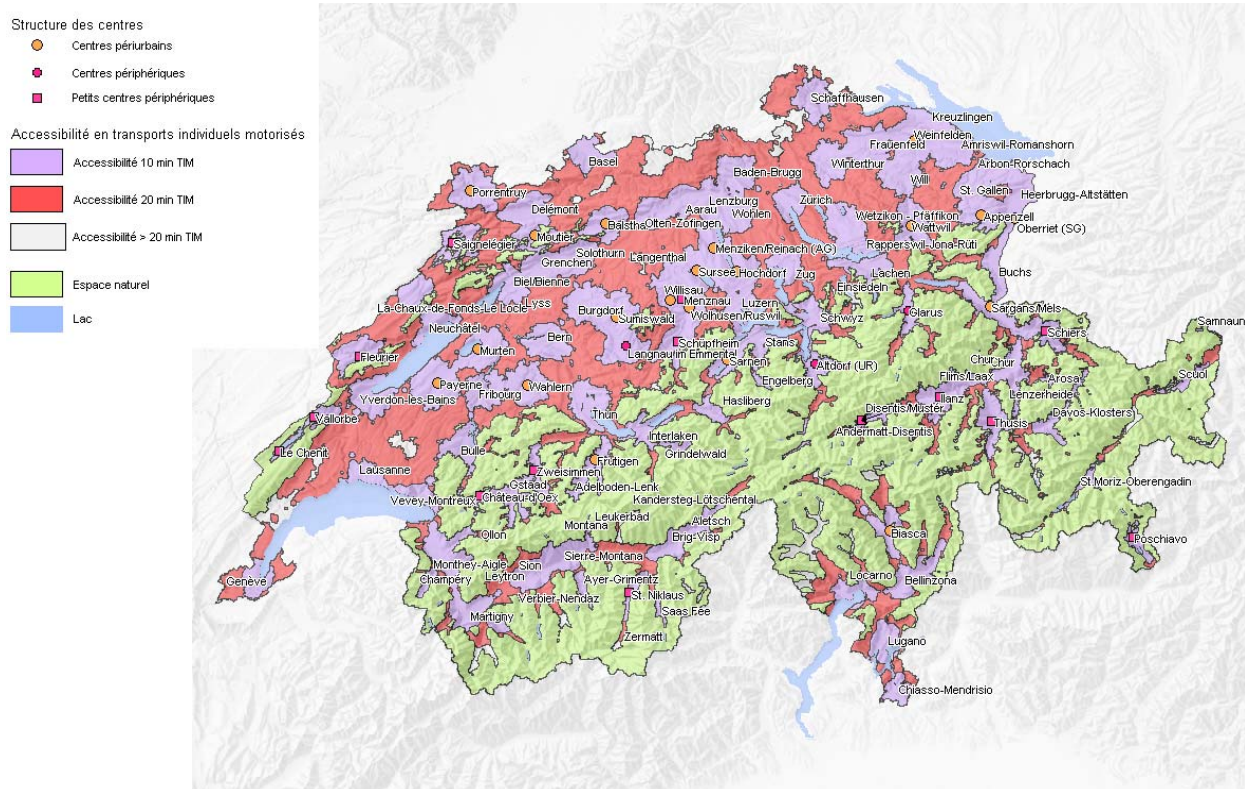 Structure des centres
Centres périurbains
Centres périphériques
Petits centres périphériques
Accessibilité en transports individuels motorisés
Accessibilité 10 min TIM
Accessibilité 20 min TIM
Accessibilité > 20 min TIM
Espace naturel
Lac
Schaffhausen
Kreuzlingen
Weinfelden
Frauenfeld
Amriswil-Romanshorn
Basel
Winterthur
Arbon-Rorschach
Baden-Brugg
Will
Porrentruy
St. Gallen
Heerbrugg-Altstätten
Lenzburg
Zürich
Delémont
Aarau
Wohlen
Wetzikon - Pfäffikon
Appenzell
Balsthal
Olten-Zofingen
Wattwil
Oberriet (SG)
Moutier
Saignelégier
Menziken/Reinach (AG)
Rapperswil-Jona-Rüti
Solothurn
Langenthal
Grenchen
Sursee
Hochdorf
Zug
Lachen
Buchs
Biel/Bienne
Einsiedeln
Willisau
Menznau
La-Chaux-de-Fonds-Le Locle
Lyss
Luzern
Glarus
Sargans/Mels
Burgdorf
Sumiswald
Wolhusen/Ruswil
Schwyz
Samnaun
Neuchâtel
Schiers
Bern
Schüpfheim
Stans
Murten
Fleurier
Langnau im Emmental
Sarnen
Altdorf (UR)
Chur
Chur
Flims/Laax
Scuol
Engelberg
Arosa
Payerne
Wahlern
Ilanz
Lenzerheide
Yverdon-les-Bains
Fribourg
Hasliberg
Davos-Klosters
Thun
Disentis/Mustér
Vallorbe
Thusis
Andermatt-Disentis
Interlaken
Le Chenit
Bulle
Grindelwald
Frutigen
Lausanne
Zweisimmen
Gstaad
Adelboden-Lenk
St Moriz-Oberengadin
Vevey-Montreux
Château-d'Oex
Kandersteg-Lötschental
Leukerbad
Montana
Aletsch
Ollon
Brig-Visp
Biasca
Poschiavo
Sierre-Montana
Monthey-Aigle
Sion
Locarno
Genève
Champéry
Leytron
Ayer-Grimentz
Bellinzona
Verbier-Nendaz
St. Niklaus
Saas Fée
Martigny
Zermatt
Lugano
Chiasso-Mendrisio